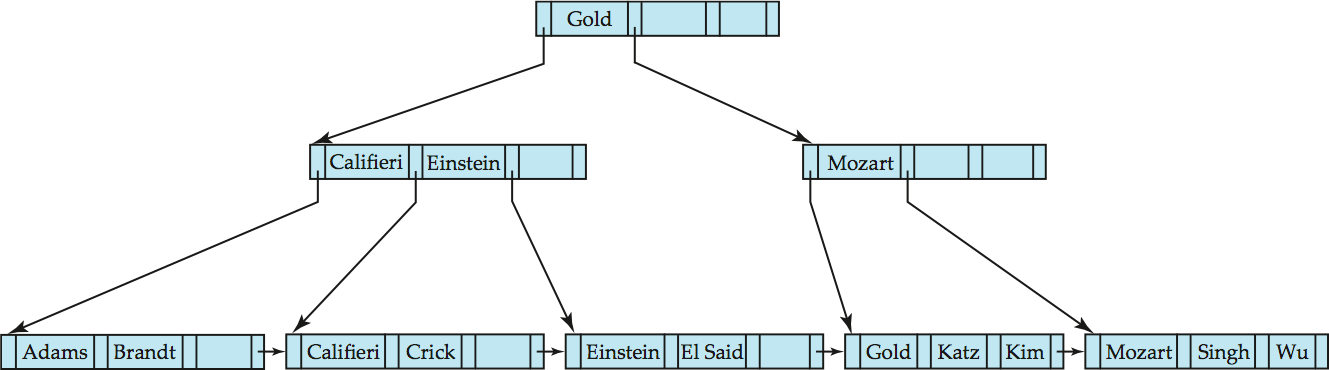 Gold
Califieri Einstein
Mozart
Adams Brandt
Califieri Crick
Einstein El Said
Gold Katz Kim
Mozart Singh Wu